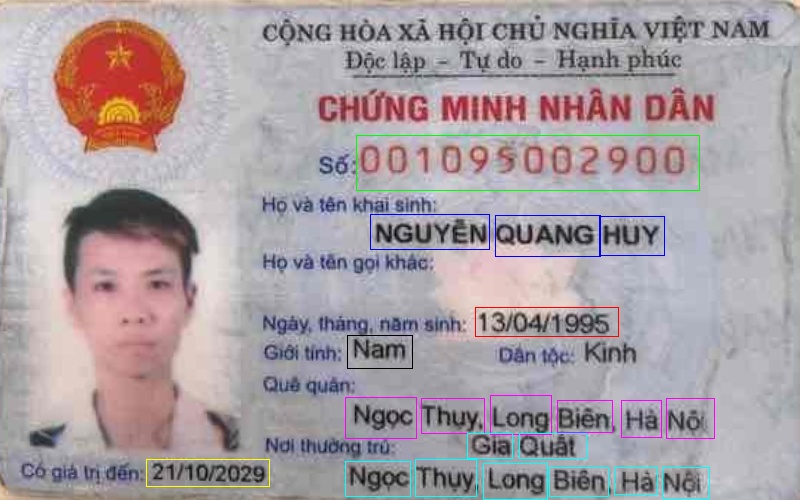 CỘNG HÒA XÃ HỘI CHỦ NGHĨA VIỆT NAM
Độc lập - Tự do - Hạnh phúc
CHỨNG MINH NHÂN DÂN
Số: 001095002900
Họ và tên khai sinh:
NGUYỄN QUANG HUY
Họ và tên gọi khác:
Ngày, tháng, năm sinh: 13/04/1995
Giới tính: Nam Dân tộc: Kinh
Quê quán:
Ngọc Thụy, Long Biên, Hà Nội
Nơi thường trú: Gia Quất
Có giá trị đến: 21/10/2029 Ngọc Thụy, Long Biên, Hà Nội